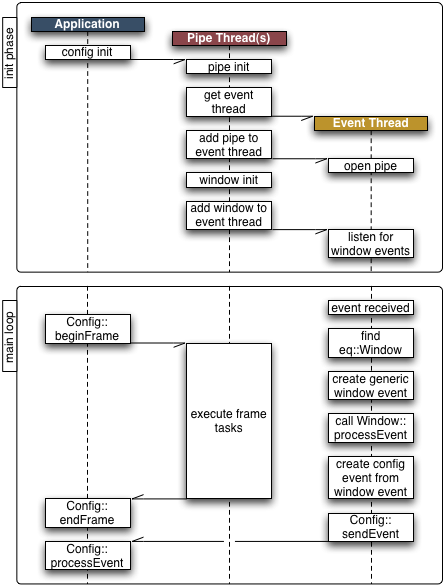 init phase
Application
Pipe Thread(s)
config init
pipe init
get event
thread
Event Thread
add pipe to
event thread
open pipe
window init
add window to
event thread
listen for
window events
main loop
event received
Config::
beginFrame
find
eq::Window
create generic
window event
execute frame
tasks
call Window::
processEvent
create config
event from
window event
Config::
endFrame
Config::
sendEvent
Config::
processEvent